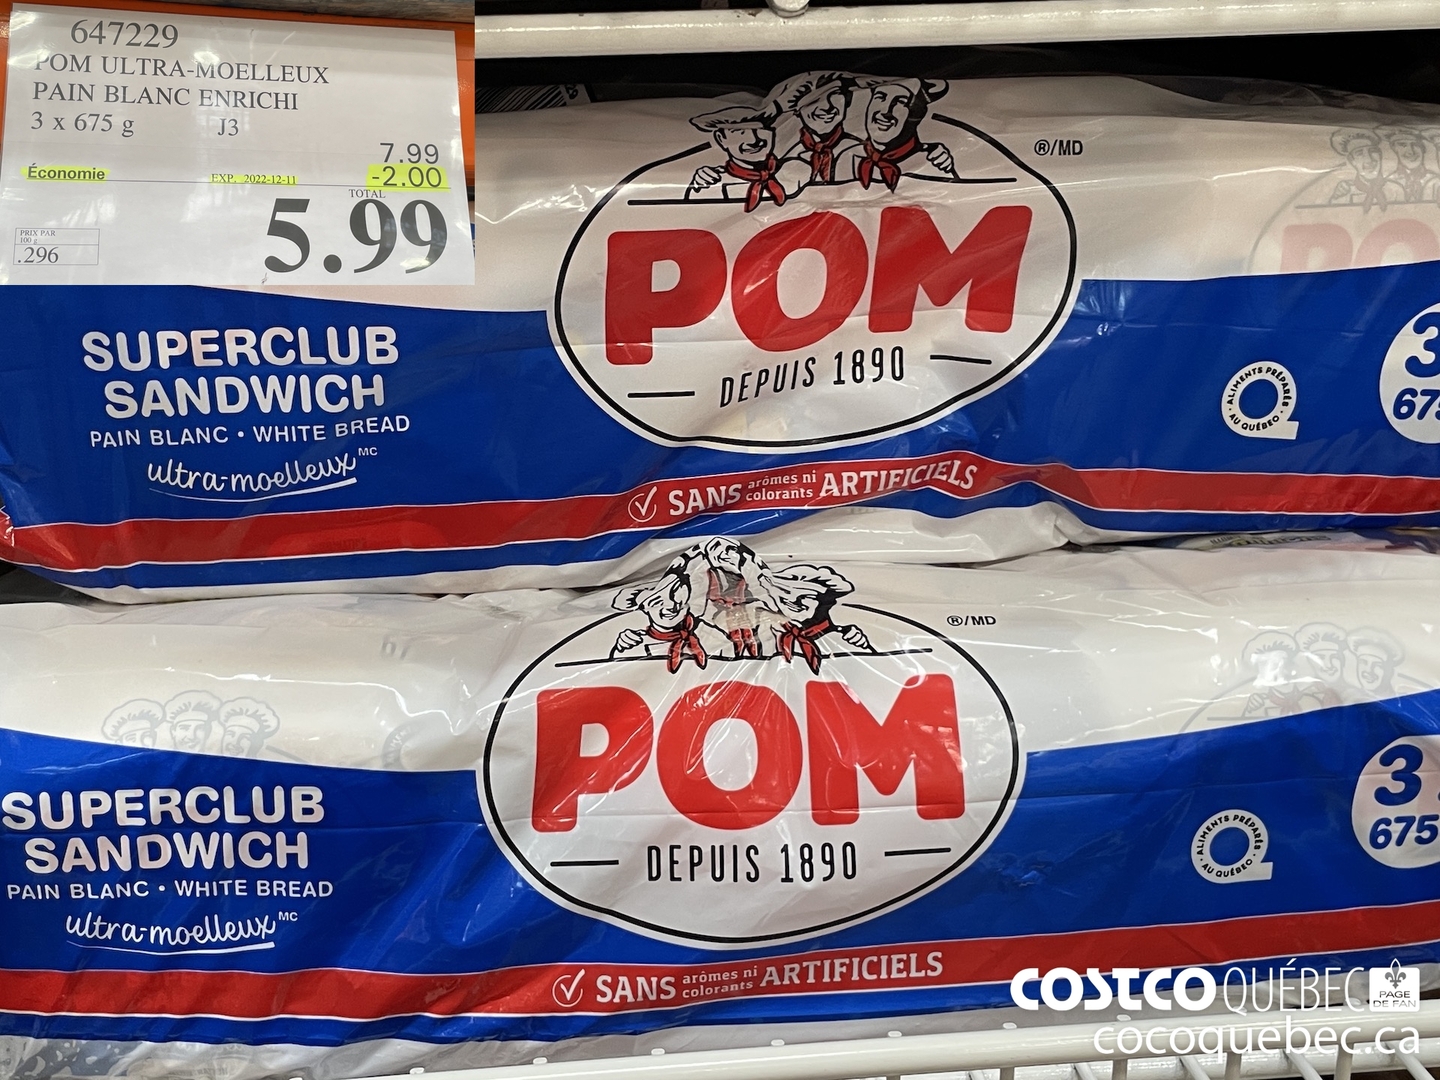 647229
POM ULTRA-MOELLEUX
PAIN BLANC ENRICHI
3 x 675 g J3
7.99
Économie EXP. 2022-12-11 -2.00
TOTAL
5.99
PRIX PAR
100 g
.296
®/MD
POM
DEPUIS 1890
SUPERCLUB
SANDWICH
PAIN BLANC • WHITE BREAD
ultra-moelleux MC
ALIMENTS PRÉPARÉS
AU QUÉBEC
3
675
SANS arômes ni colorants ARTIFICIELS
®/MD
POM
DEPUIS 1890
SUPERCLUB
SANDWICH
PAIN BLANC • WHITE BREAD
ultra-moelleux MC
ALIMENTS PRÉPARÉS
AU QUÉBEC
3
675
SANS arômes ni colorants ARTIFICIELS
COSTCO QUÉBEC PAGE DE FAN
cocoquebec.ca